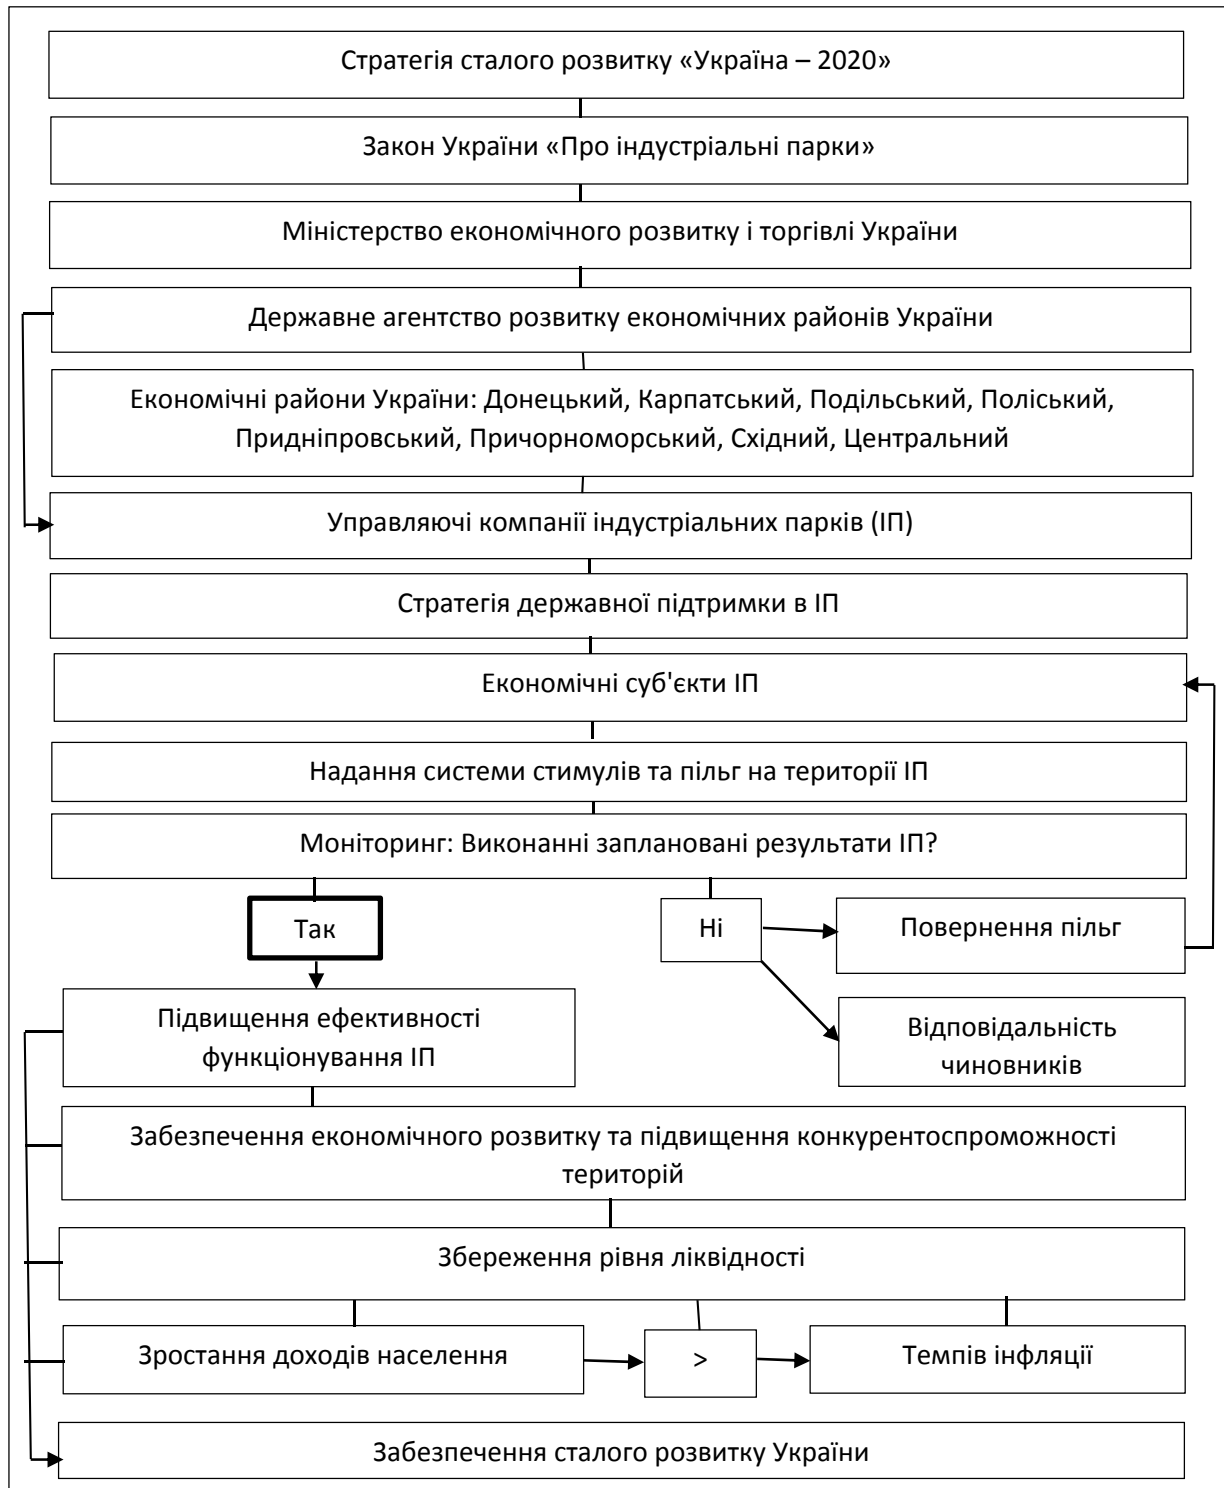 Стратегія сталого розвитку «Україна – 2020»
Закон України «Про індустріальні парки»
Міністерство економічного розвитку і торгівлі України
Державне агентство розвитку економічних районів України
Економічні райони України: Донецький, Карпатський, Подільський, Поліський,
Придніпровський, Причорноморський, Східний, Центральний
Управляючі компанії індустріальних парків (ІП)
Стратегія державної підтримки в ІП
Економічні суб'єкти ІП
Надання системи стимулів та пільг на території ІП
Моніторинг: Виконанні заплановані результати ІП?
Так
Ні
Повернення пільг
Підвищення ефективності
функціонування ІП
Відповідальність
чиновників
Забезпечення економічного розвитку та підвищення конкурентоспроможності
територій
Збереження рівня ліквідності
Зростання доходів населення
>
Темпів інфляції
Забезпечення сталого розвитку України